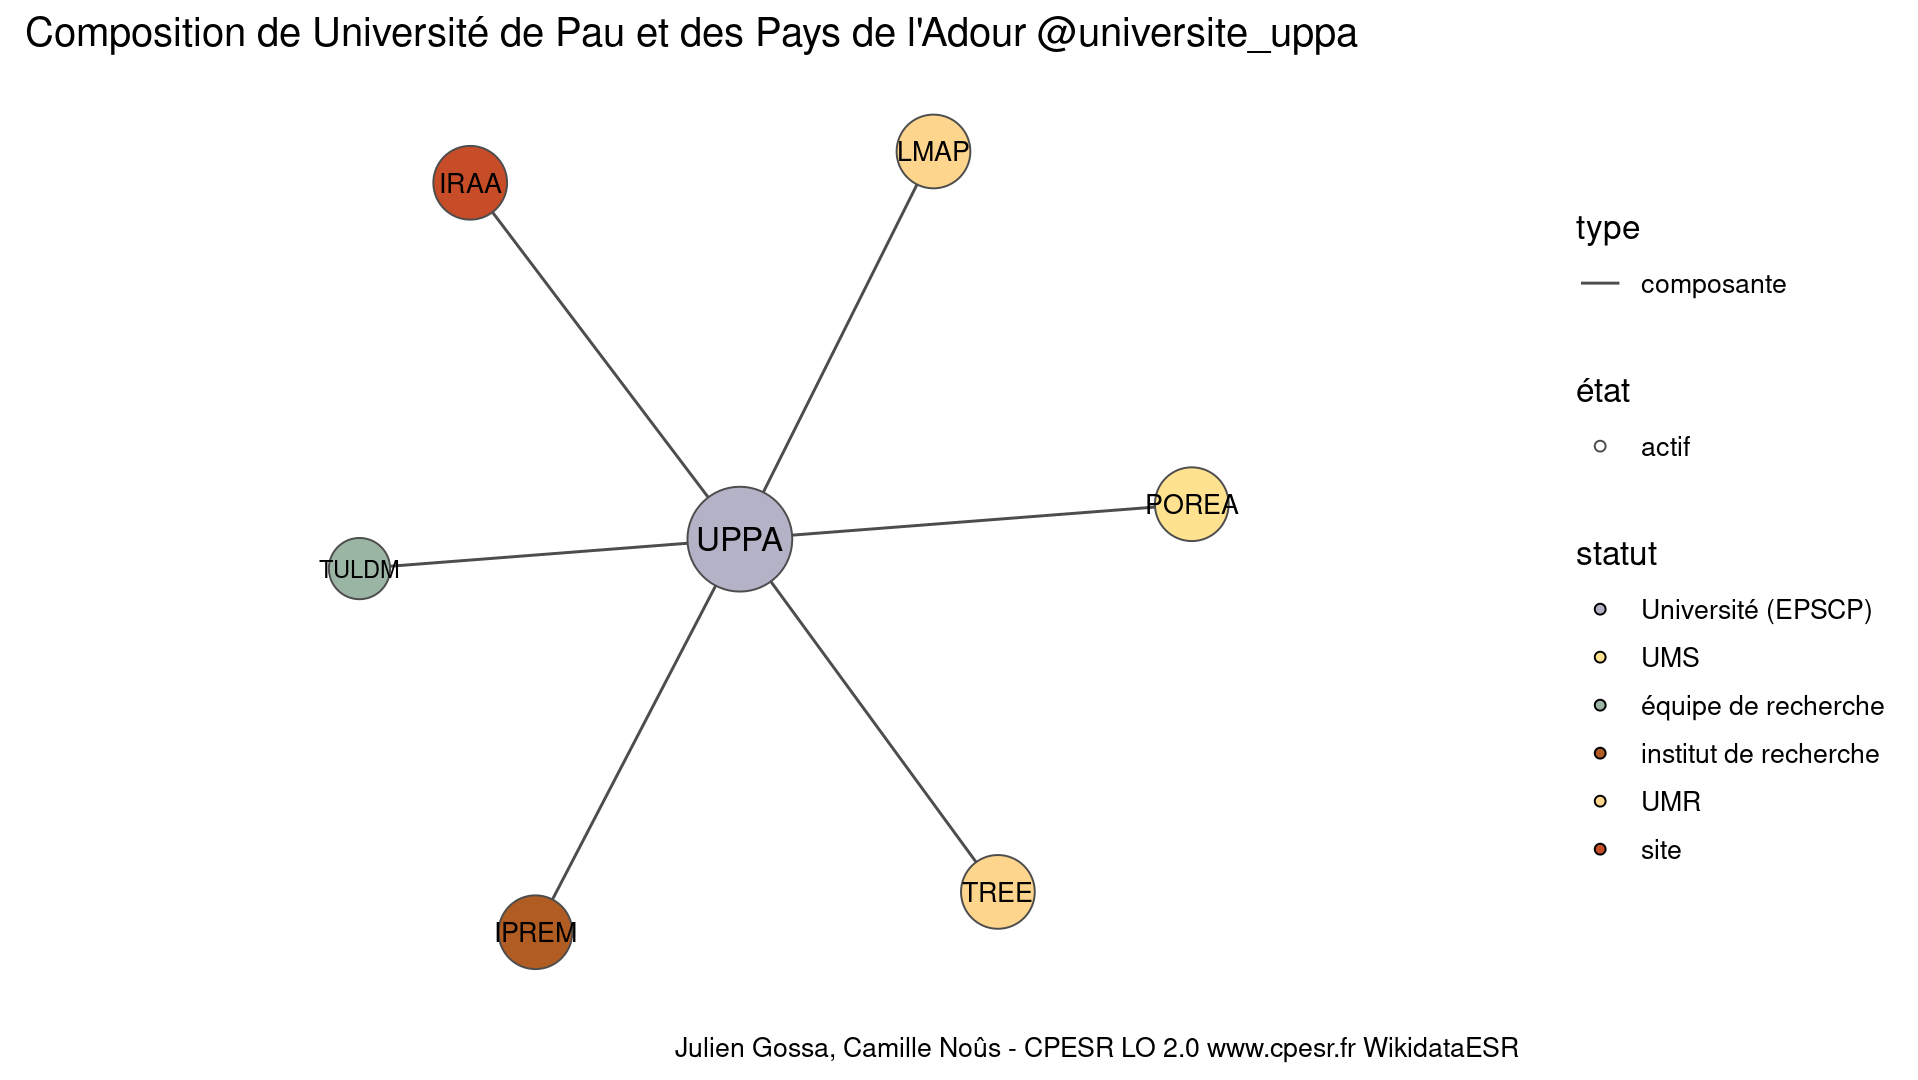 Composition de Université de Pau et des Pays de l'Adour @universite_uppa
LMAP
IRAA
POREA
UPPA
TULDM
TREE
IPREM
type
composante
état
actif
statut
Université (EPSCP)
UMS
équipe de recherche
institut de recherche
UMR
site
Julien Gossa, Camille Noûs - CPESR LO 2.0 www.cpesr.fr WikidataESR